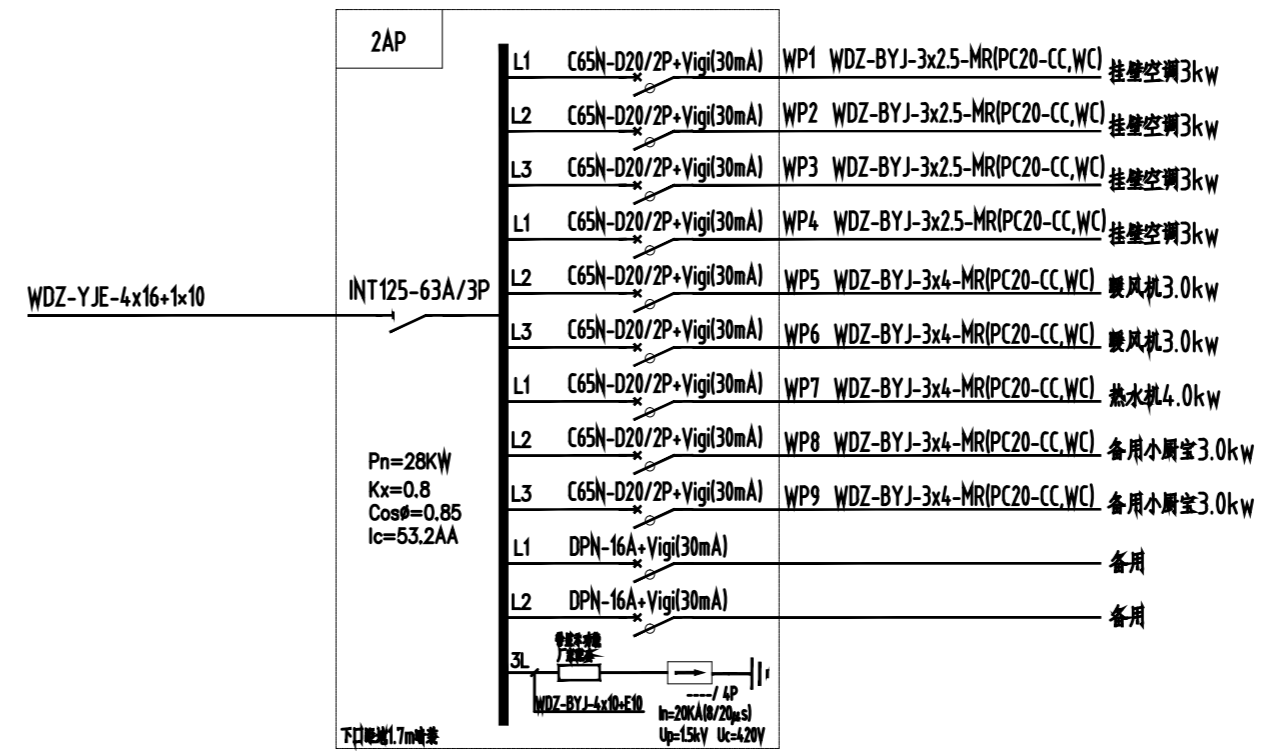 2AP
L1 C65N-D20/2P+Vigi(30mA) WP1 WDZ-BYJ-3x2.5-MR(PC20-CC,WC) 挂壁空调3kw
L2 C65N-D20/2P+Vigi(30mA) WP2 WDZ-BYJ-3x2.5-MR(PC20-CC,WC) 挂壁空调3kw
L3 C65N-D20/2P+Vigi(30mA) WP3 WDZ-BYJ-3x2.5-MR(PC20-CC,WC) 挂壁空调3kw
L1 C65N-D20/2P+Vigi(30mA) WP4 WDZ-BYJ-3x2.5-MR(PC20-CC,WC) 挂壁空调3kw
WDZ-YJE-4x16+1×10
INT125-63A/3P
L2 C65N-D20/2P+Vigi(30mA) WP5 WDZ-BYJ-3x4-MR(PC20-CC,WC) 暖风机3.0kw
L3 C65N-D20/2P+Vigi(30mA) WP6 WDZ-BYJ-3x4-MR(PC20-CC,WC) 暖风机3.0kw
L1 C65N-D20/2P+Vigi(30mA) WP7 WDZ-BYJ-3x4-MR(PC20-CC,WC) 热水机4.0kw
L2 C65N-D20/2P+Vigi(30mA) WP8 WDZ-BYJ-3x4-MR(PC20-CC,WC) 备用小厨宝3.0kw
L3 C65N-D20/2P+Vigi(30mA) WP9 WDZ-BYJ-3x4-MR(PC20-CC,WC) 备用小厨宝3.0kw
Pn=28KW
Kx=0.8
Cosø=0.85
Ic=53.2AA
L1 DPN-16A+Vigi(30mA) 备用
L2 DPN-16A+Vigi(30mA) 备用
3L
WDZ-BYJ-4x10+E10
----/ 4P
In=20KA(8/20µs)
Up=1.5kV Uc=420V
下口距地1.7m暗装